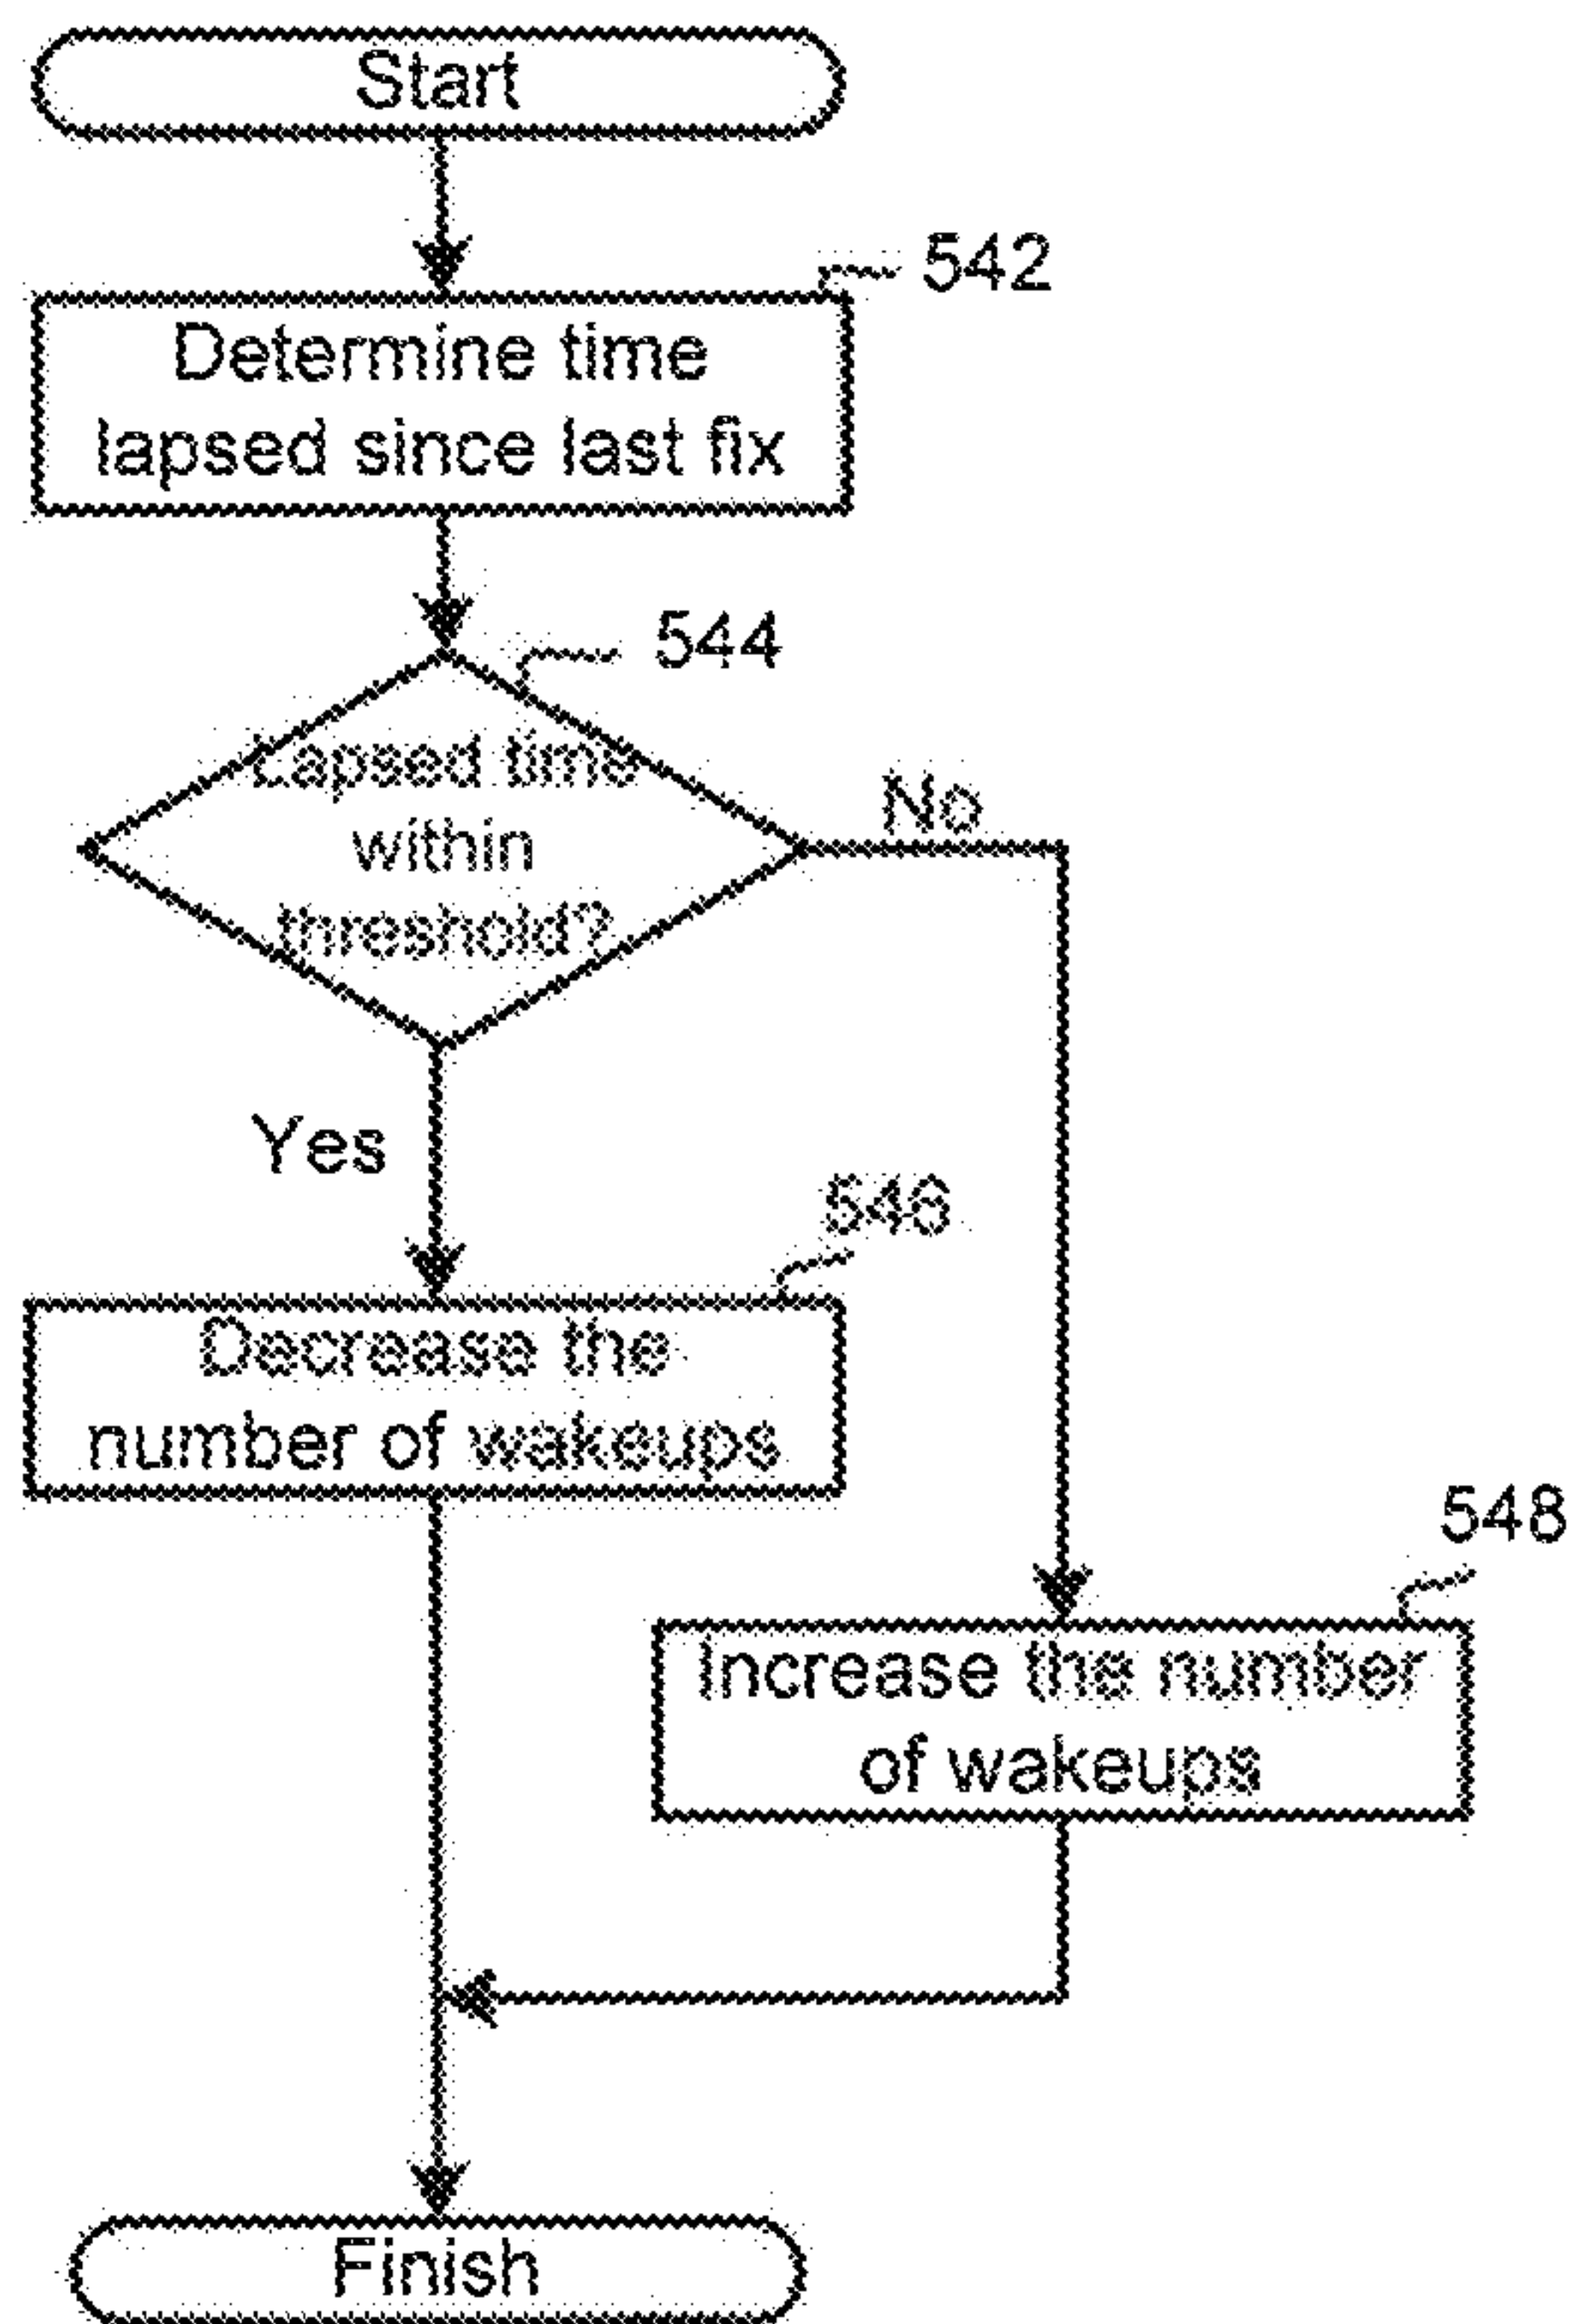 Start
542
Determine time
lapsed since last fix
544
Lapsed time
within
threshold?
No
Yes
546
Decrease the
number of wakeups
548
Increase the number
of wakeups
Finish